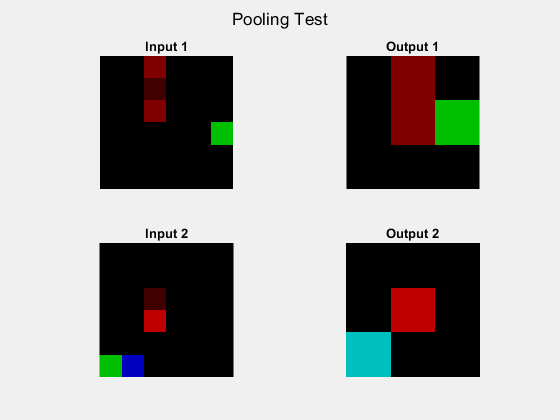 Pooling Test
Input 1
Output 1
Input 2
Output 2